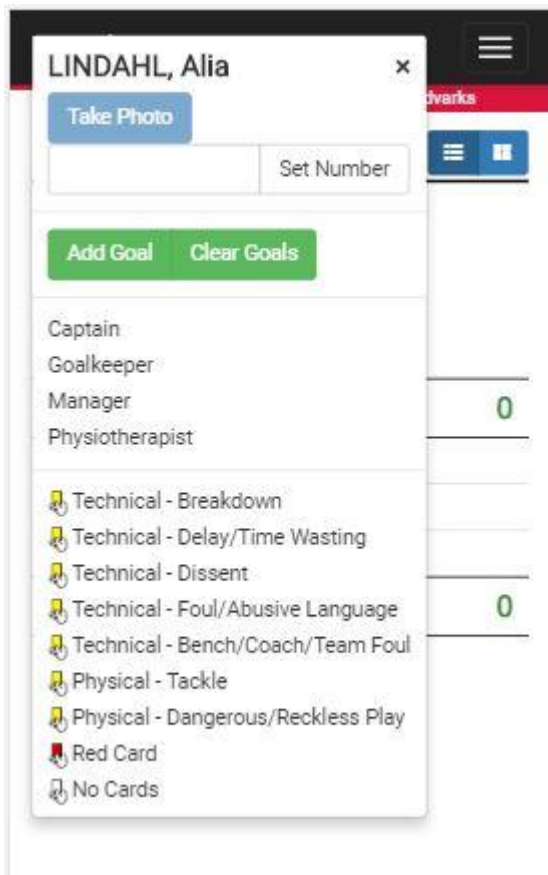 LINDAHL, Alia ×
dvarks
Take Photo
Set Number
Add Goal Clear Goals
Captain
Goalkeeper
Manager
0
Physiotherapist
Technical - Breakdown
Technical - Delay/Time Wasting
Technical - Dissent
Technical - Foul/Abusive Language
0
Technical - Bench/Coach/Team Foul
Physical - Tackle
Physical - Dangerous/Reckless Play
Red Card
No Cards